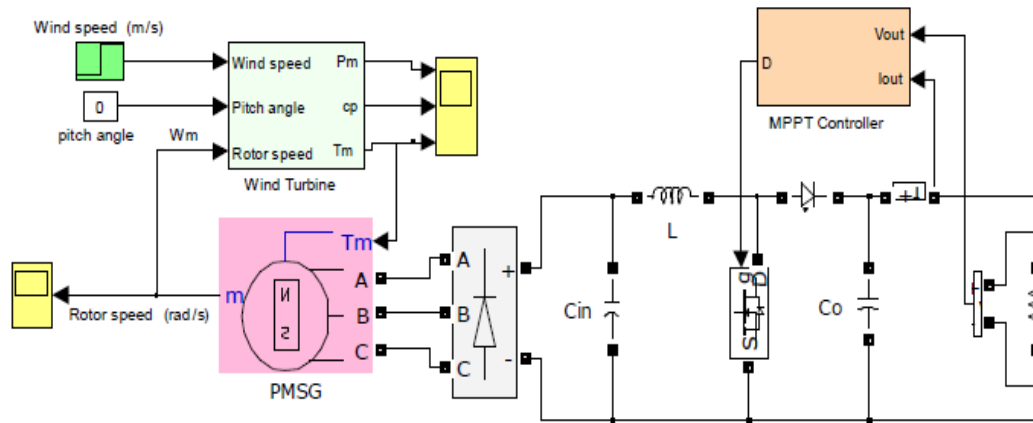 Wind speed (m/s)
Wind speed
Pm
Pitch angle
cp
Rotor speed
Tm
Wind Turbine
0
pitch angle
Wm
Vout
D
Iout
MPPT Controller
L
Tm
A
B
C
m
N
S
PMSG
Rotor speed (rad/s)
A
B
C
+
-
Cin
g
D
S
Co